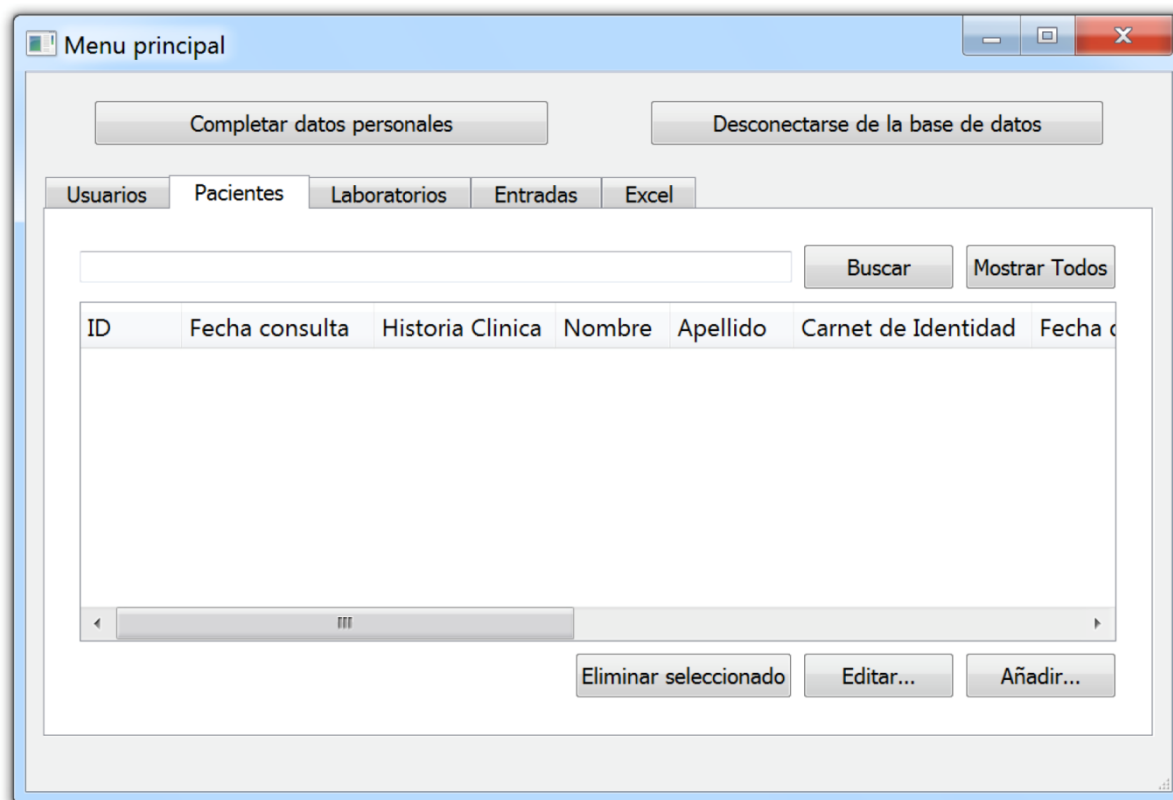 Menu principal
Completar datos personales Desconectarse de la base de datos
Usuarios Pacientes Laboratorios Entradas Excel
Buscar Mostrar Todos
ID Fecha consulta Historia Clinica Nombre Apellido Carnet de Identidad Fecha
Eliminar seleccionado Editar... Añadir...